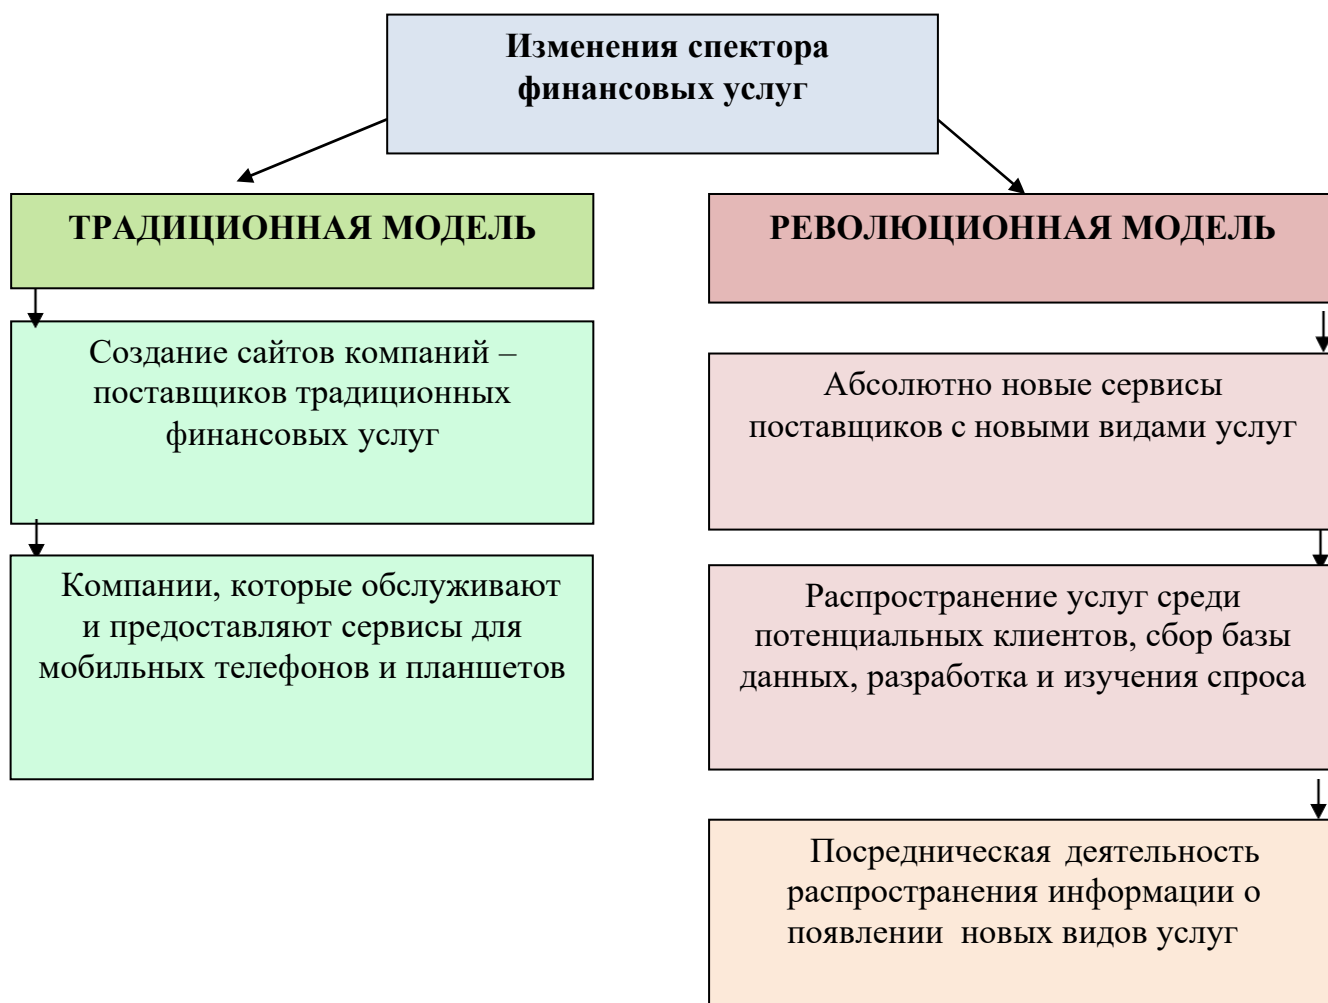 Изменения спектора
финансовых услуг
ТРАДИЦИОННАЯ МОДЕЛЬ
Создание сайтов компаний –
поставщиков традиционных
финансовых услуг
Компании, которые обслуживают
и предоставляют сервисы для
мобильных телефонов и планшетов
РЕВОЛЮЦИОННАЯ МОДЕЛЬ
Абсолютно новые сервисы
поставщиков с новыми видами услуг
Распространение услуг среди
потенциальных клиентов, сбор базы
данных, разработка и изучения спроса
Посредническая деятельность
распространения информации о
появлении новых видов услуг